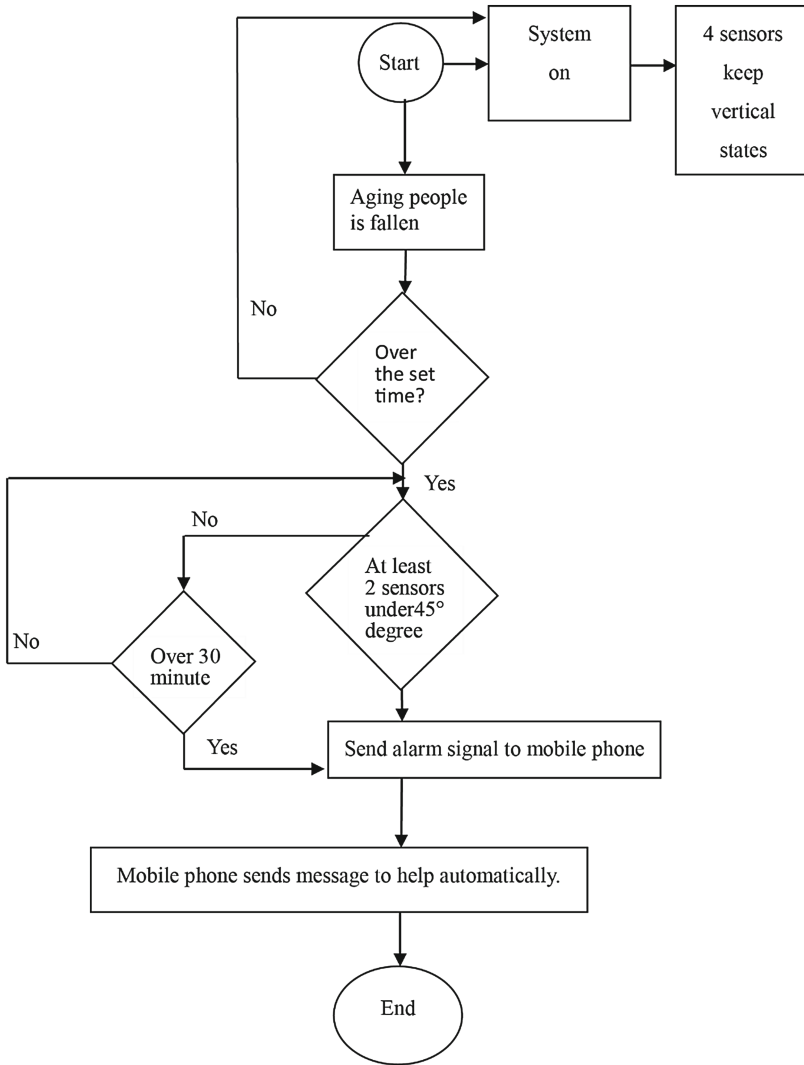 Start
System
on
4 sensors
keep
vertical
states
Aging people
is fallen
No
Over
the set
time?
Yes
No
At least
2 sensors
under45°
degree
No
Over 30
minute
Yes
Send alarm signal to mobile phone
Mobile phone sends message to help automatically.
End